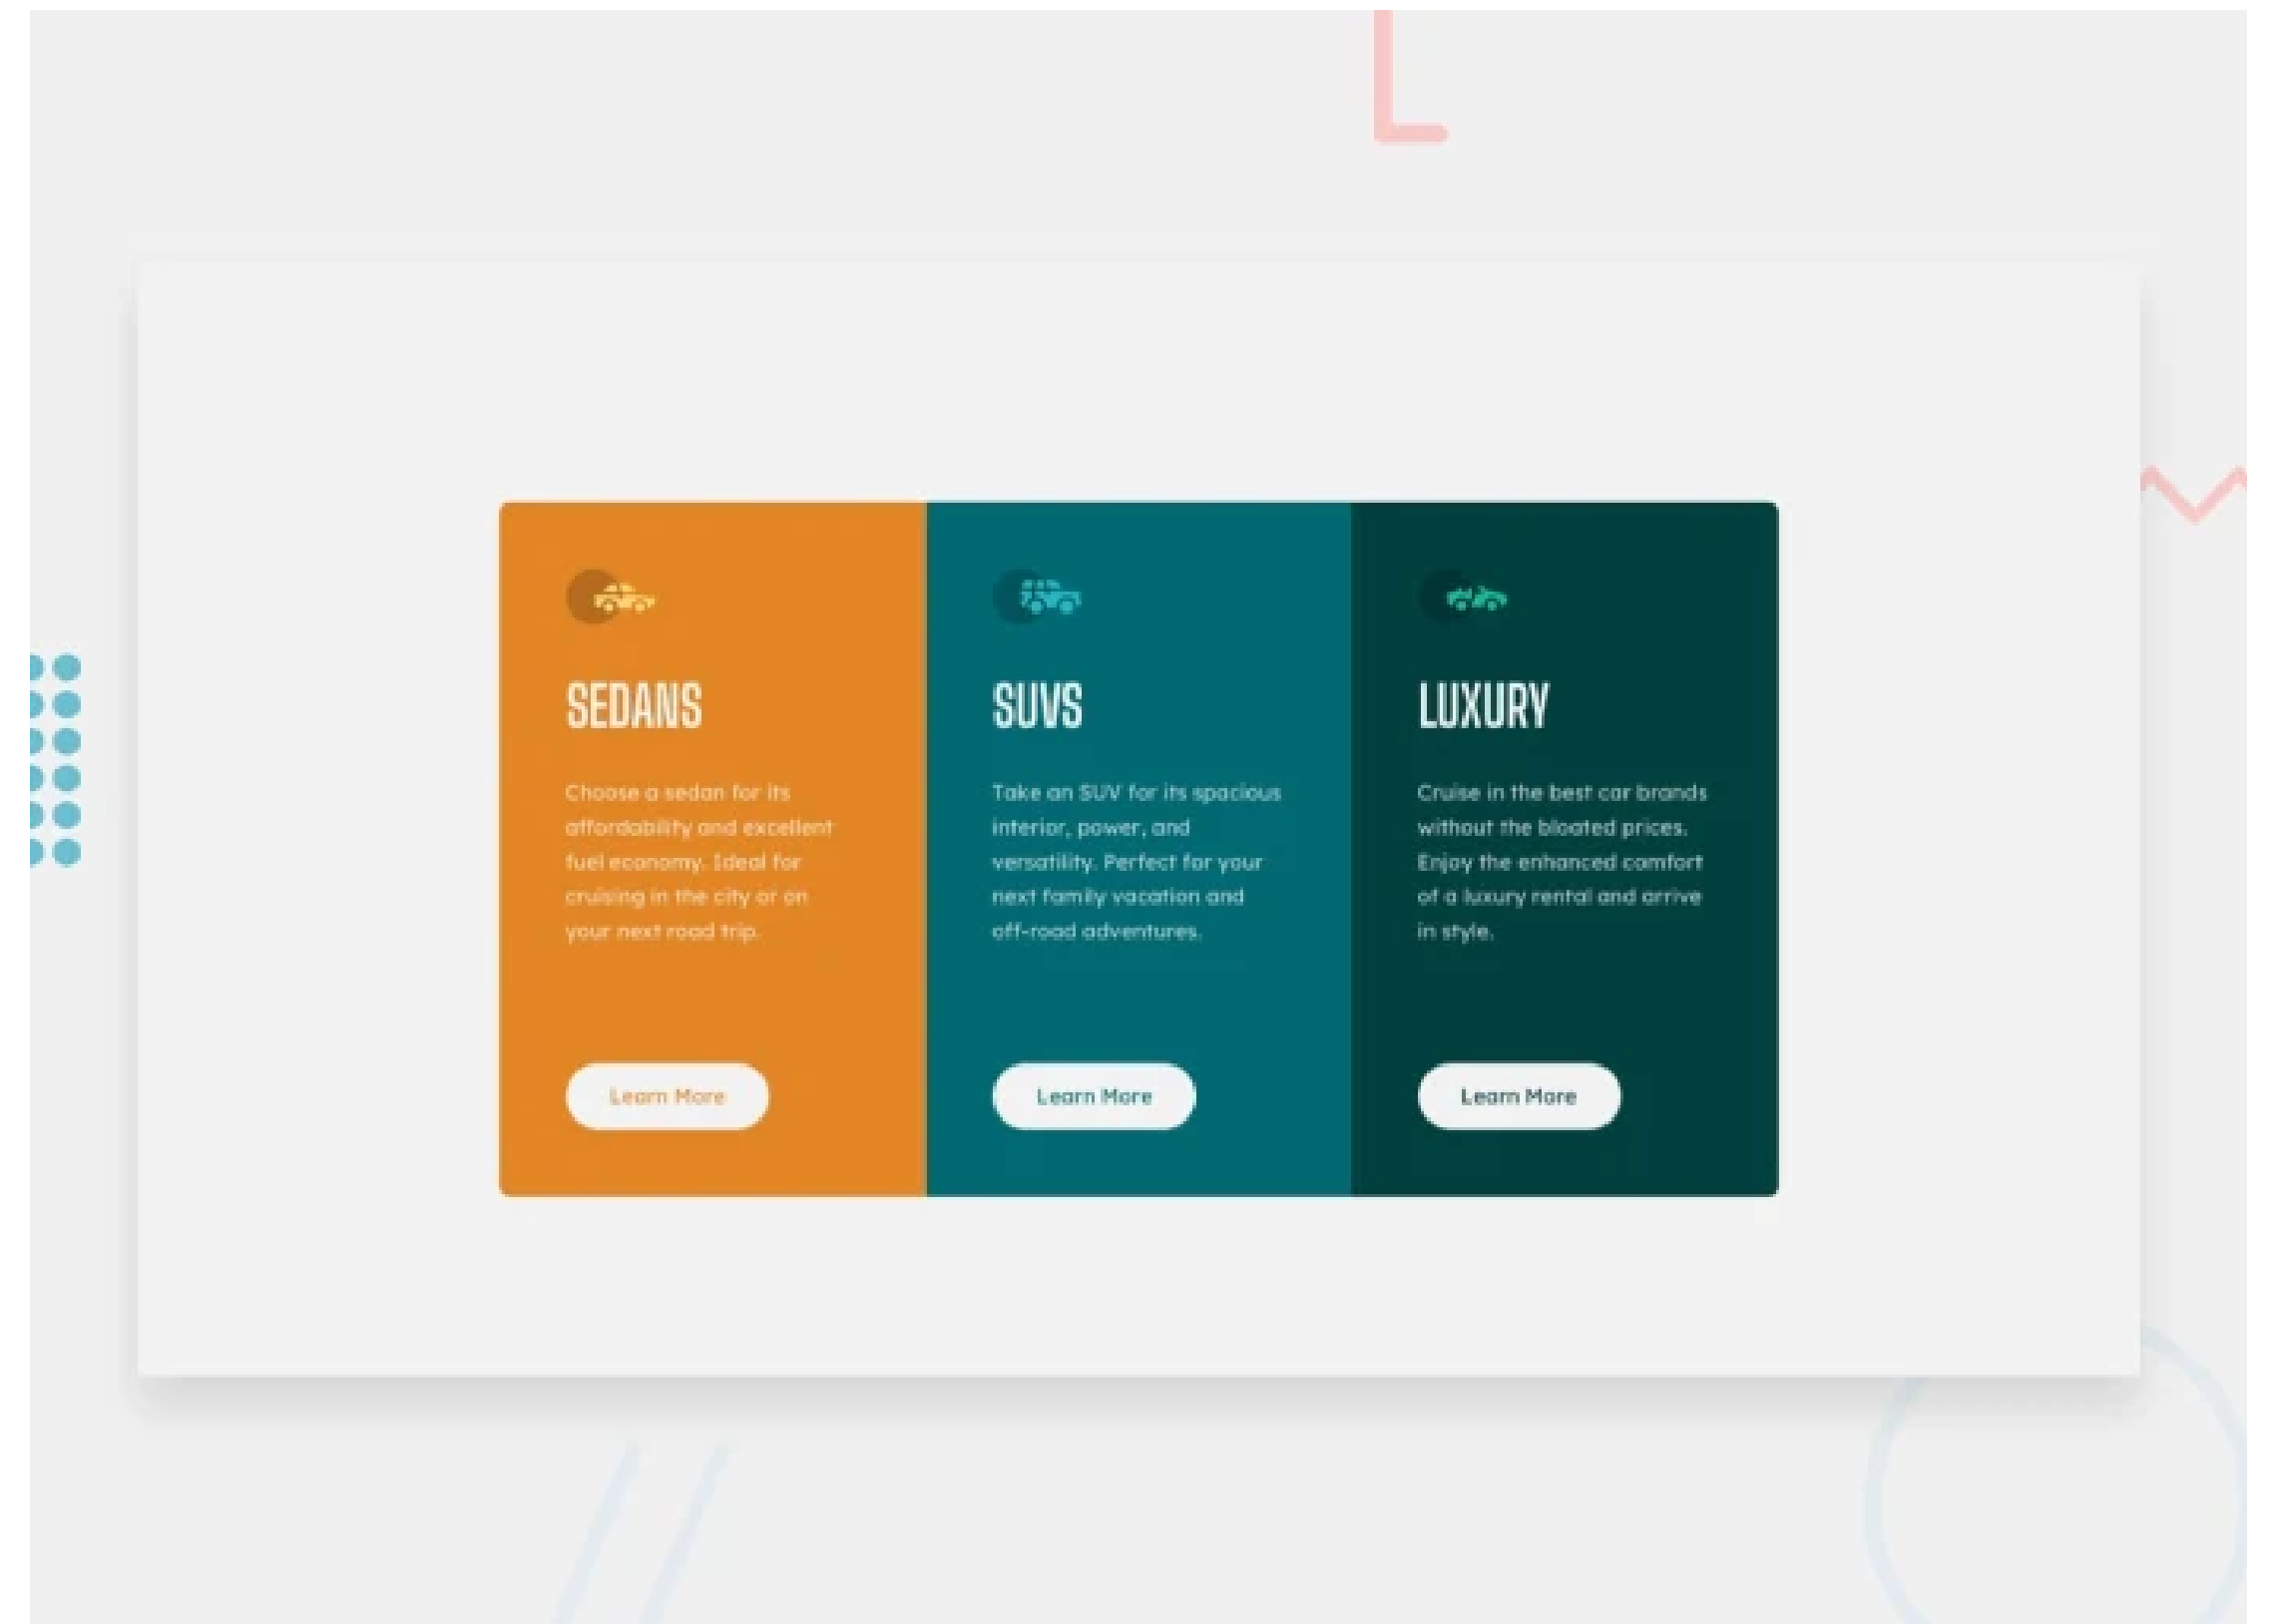 SEDANS
Choose a sedan for its
affordability and excellent
fuel economy. Ideal for
cruising in the city or on
your next road trip.
Learn More
SUVS
Take an SUV for its spacious
interior, power, and
versatility. Perfect for your
next family vacation and
off-road adventures.
Learn More
LUXURY
Cruise in the best car brands
without the bloated prices.
Enjoy the enhanced comfort
of a luxury rental and arrive
in style.
Learn More